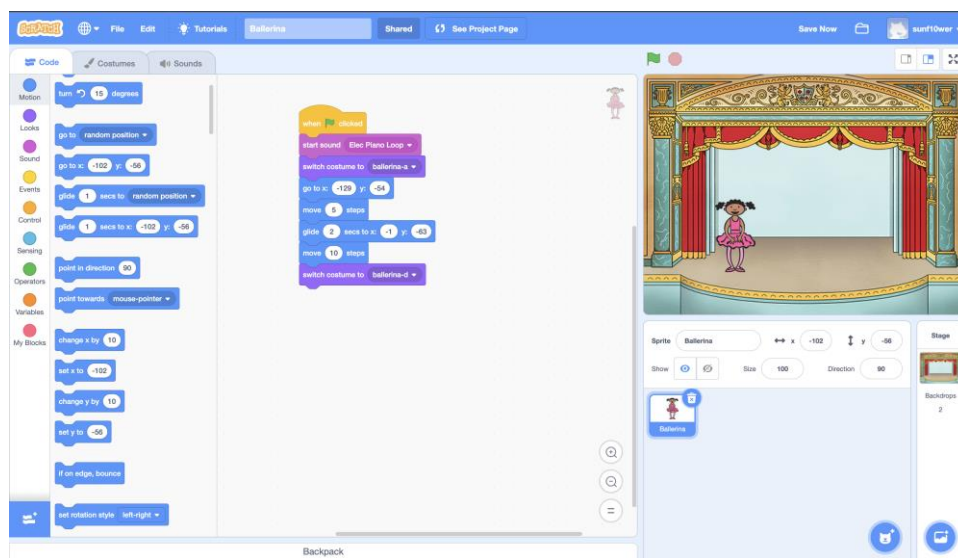 SCRATCH File Edit Tutorials Ballerina Shared See Project Page Save Now sunfl0wer
Code Costumes Sounds
Motion
Looks
Sound
Events
Control
Sensing
Operators
Variables
My Blocks
turn 15 degrees
go to random position
go to x: -102 y: -56
glide 1 secs to random position
glide 1 secs to x: -102 y: -56
point in direction 90
point towards mouse-pointer
change x by 10
set x to -102
change y by 10
set y to -56
if on edge, bounce
set rotation style left-right
when clicked
start sound Elec Piano Loop
switch costume to ballerina-a
go to x: -129 y: -54
move 5 steps
glide 2 secs to x: -1 y: -63
move 10 steps
switch costume to ballerina-d
Backpack
Sprite Ballerina x -102 y -56
Show Size 100 Direction 90
Ballerina
Stage
Backdrops
2